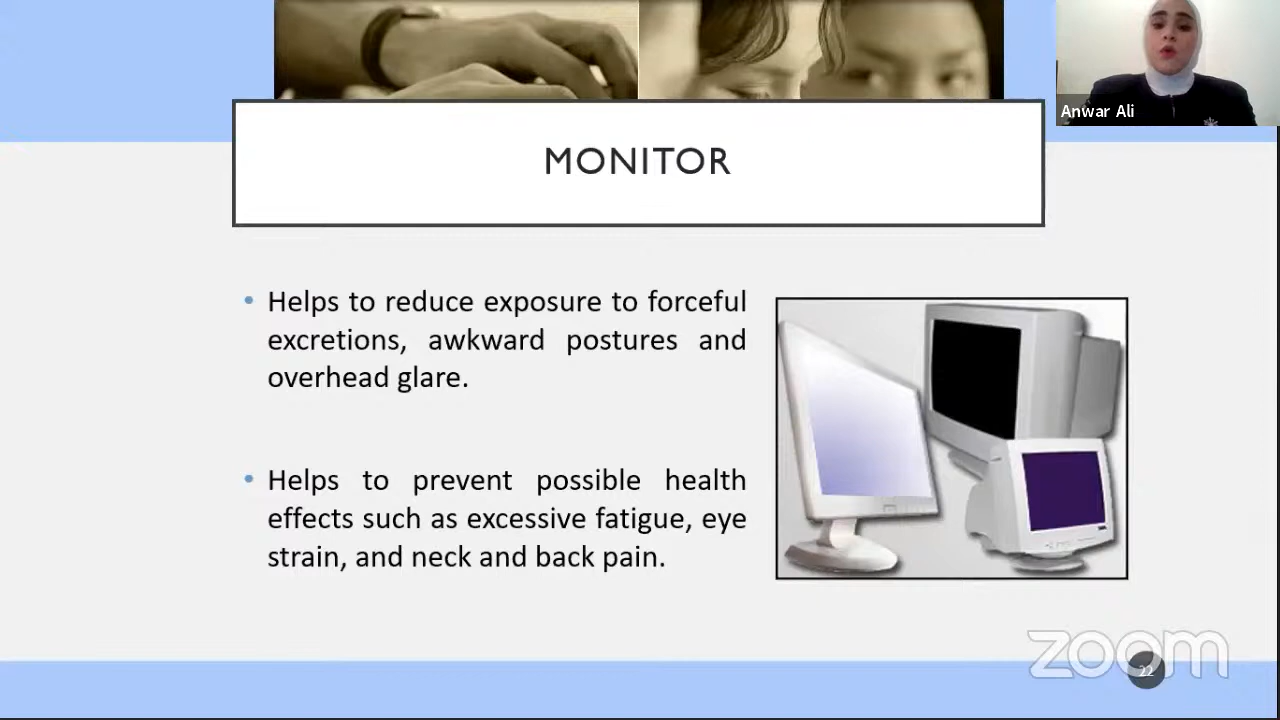 Anwar Ali
MONITOR
• Helps to reduce exposure to forceful
excretions, awkward postures and
overhead glare.
• Helps to prevent possible health
effects such as excessive fatigue, eye
strain, and neck and back pain.
zoom
22